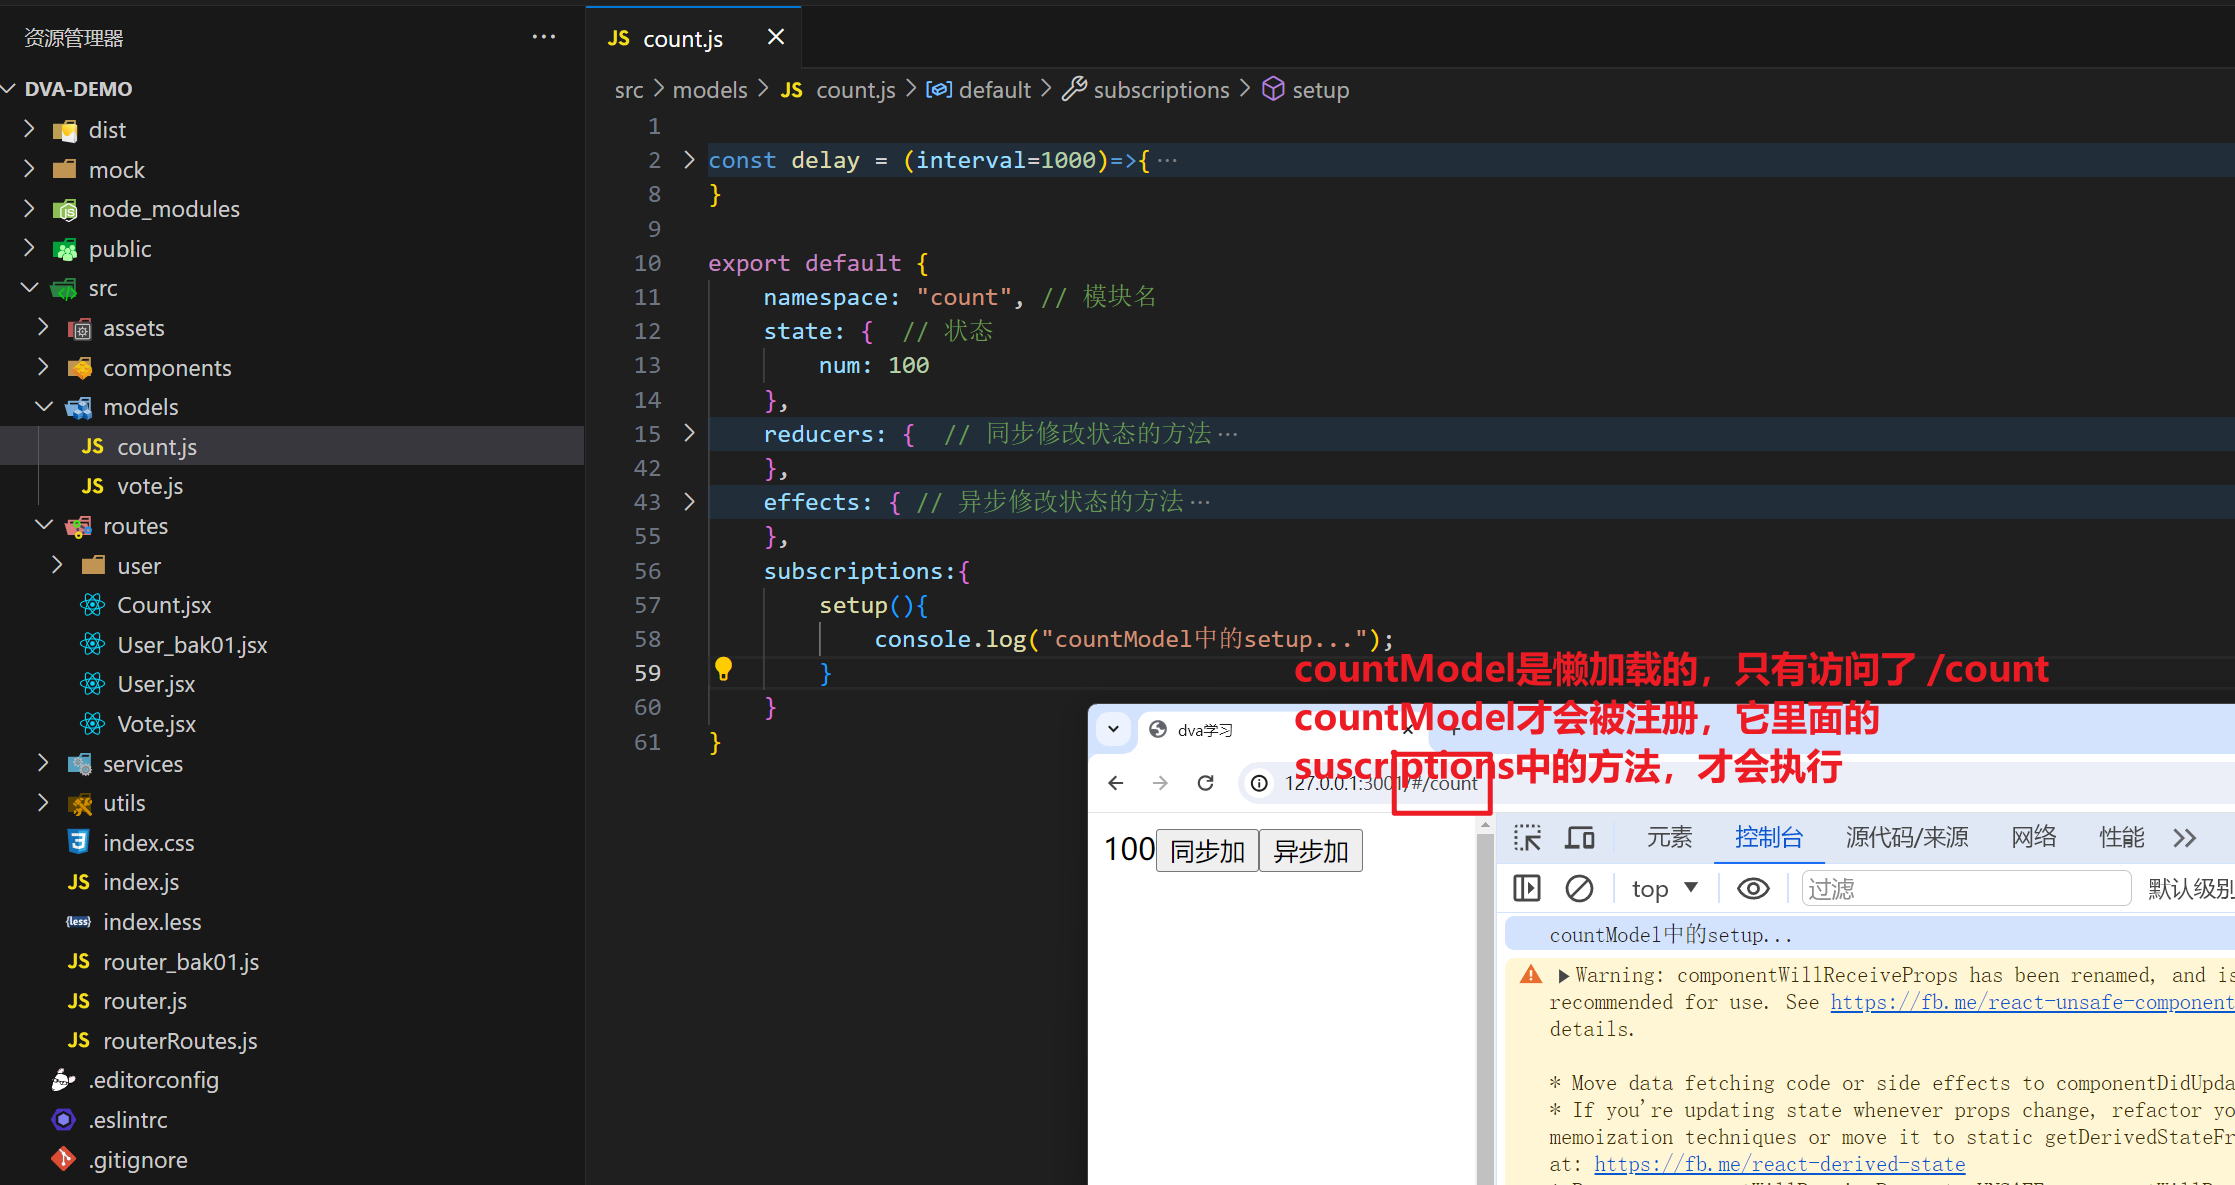 资源管理器
DVA-DEMO
dist
mock
node_modules
public
src
assets
components
models
count.js
vote.js
routes
user
Count.jsx
User_bak01.jsx
User.jsx
Vote.jsx
services
utils
index.css
index.js
index.less
router_bak01.js
router.js
routerRoutes.js
.editorconfig
.eslintrc
.gitignore
JS count.js
src > models > JS count.js > default > subscriptions > setup
1
2 const delay = (interval=1000)=>{ ···
8 }
9
10 export default {
11 namespace: "count", // 模块名
12 state: { // 状态
13 num: 100
14 },
15 reducers: { // 同步修改状态的方法 ···
42 },
43 effects: { // 异步修改状态的方法 ···
55 },
56 subscriptions:{
57 setup(){
58 console.log("countModel中的setup...");
59 }
60 }
61 }
countModel是懒加载的，只有访问了 /count
countModel才会被注册，它里面的
suscriptions中的方法，才会执行
dva学习
127.0.0.1:3001/#/count
100 同步加 异步加
元素 控制台 源代码/来源 网络 性能
top 过滤 默认级别
countModel中的setup...
Warning: componentWillReceiveProps has been renamed, and is
recommended for use. See https://fb.me/react-unsafe-component
details.
* Move data fetching code or side effects to componentDidUpda
* If you're updating state whenever props change, refactor yo
memoization techniques or move it to static getDerivedStateFr
at: https://fb.me/react-derived-state